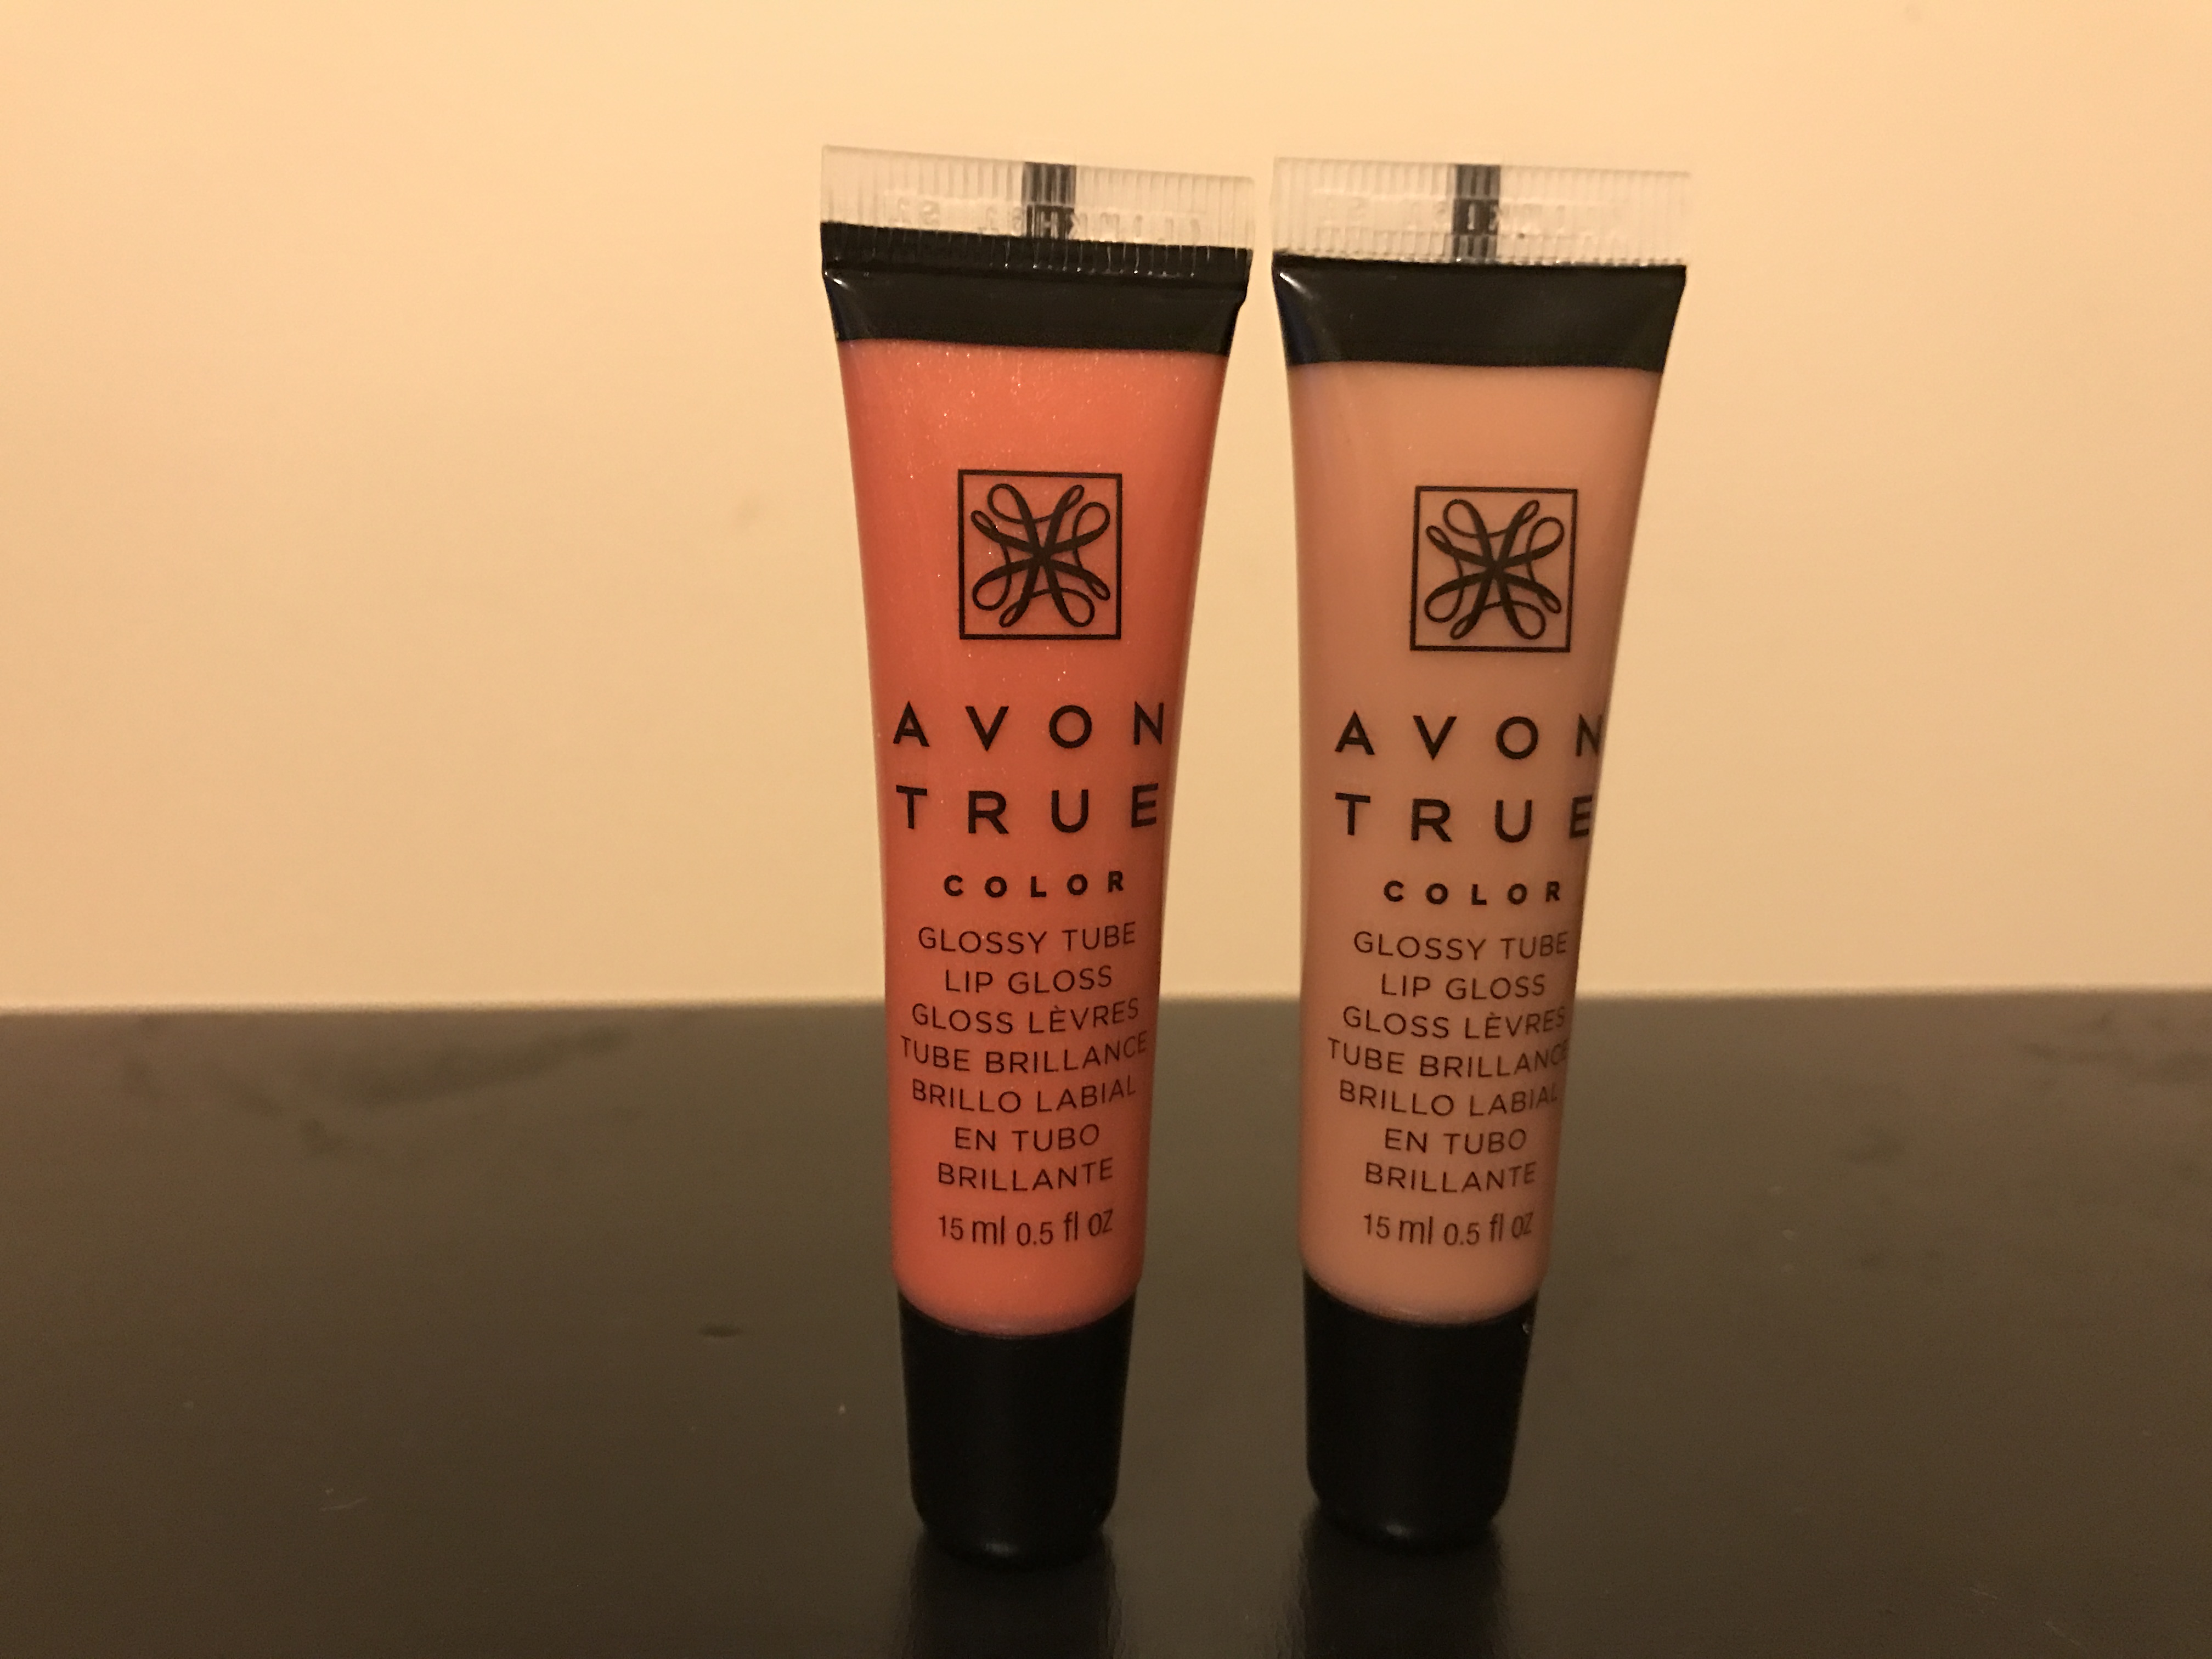 AVON
TRUE
COLOR
GLOSSY TUBE
LIP GLOSS
GLOSS LÈVRES
TUBE BRILLANCE
BRILLO LABIAL
EN TUBO
BRILLANTE
15 ml 0.5 fl oz
AVON
TRUE
COLOR
GLOSSY TUBE
LIP GLOSS
GLOSS LÈVRES
TUBE BRILLANCE
BRILLO LABIAL
EN TUBO
BRILLANTE
15 ml 0.5 fl oz